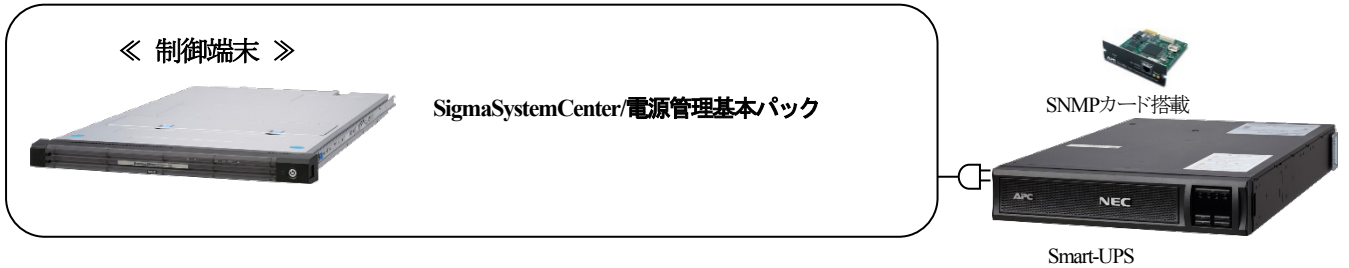 ≪ 制御端末 ≫
SigmaSystemCenter/電源管理基本パック
SNMPカード搭載
APC
NEC
Smart-UPS